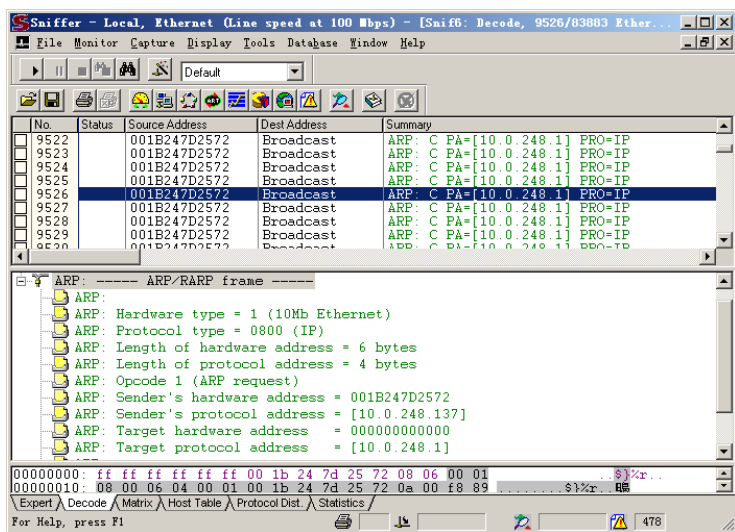 Sniffer - Local, Ethernet (Line speed at 100 Mbps) - [Snif6: Decode, 9526/83883 Ether...
File Monitor Capture Display Tools Database Window Help
Default
No. Status Source Address Dest Address Summary
9522 001B247D2572 Broadcast ARP: C PA=[10.0.248.1] PRO=IP
9523 001B247D2572 Broadcast ARP: C PA=[10.0.248.1] PRO=IP
9524 001B247D2572 Broadcast ARP: C PA=[10.0.248.1] PRO=IP
9525 001B247D2572 Broadcast ARP: C PA=[10.0.248.1] PRO=IP
9526 001B247D2572 Broadcast ARP: C PA=[10.0.248.1] PRO=IP
9527 001B247D2572 Broadcast ARP: C PA=[10.0.248.1] PRO=IP
9528 001B247D2572 Broadcast ARP: C PA=[10.0.248.1] PRO=IP
9529 001B247D2572 Broadcast ARP: C PA=[10.0.248.1] PRO=IP
9530 001B247D2572 Broadcast ARP: C PA=[10.0.248.1] PRO=IP
ARP: ----- ARP/RARP frame -----
ARP:
ARP: Hardware type = 1 (10Mb Ethernet)
ARP: Protocol type = 0800 (IP)
ARP: Length of hardware address = 6 bytes
ARP: Length of protocol address = 4 bytes
ARP: Opcode 1 (ARP request)
ARP: Sender's hardware address = 001B247D2572
ARP: Sender's protocol address = [10.0.248.137]
ARP: Target hardware address = 000000000000
ARP: Target protocol address = [10.0.248.1]
00000000: ff ff ff ff ff ff 00 1b 24 7d 25 72 08 06 00 01 ..$}%r..
00000010: 08 00 06 04 00 01 00 1b 24 7d 25 72 0a 00 f8 89 ........$}%r..
Expert Decode Matrix Host Table Protocol Dist. Statistics
For Help, press F1 478